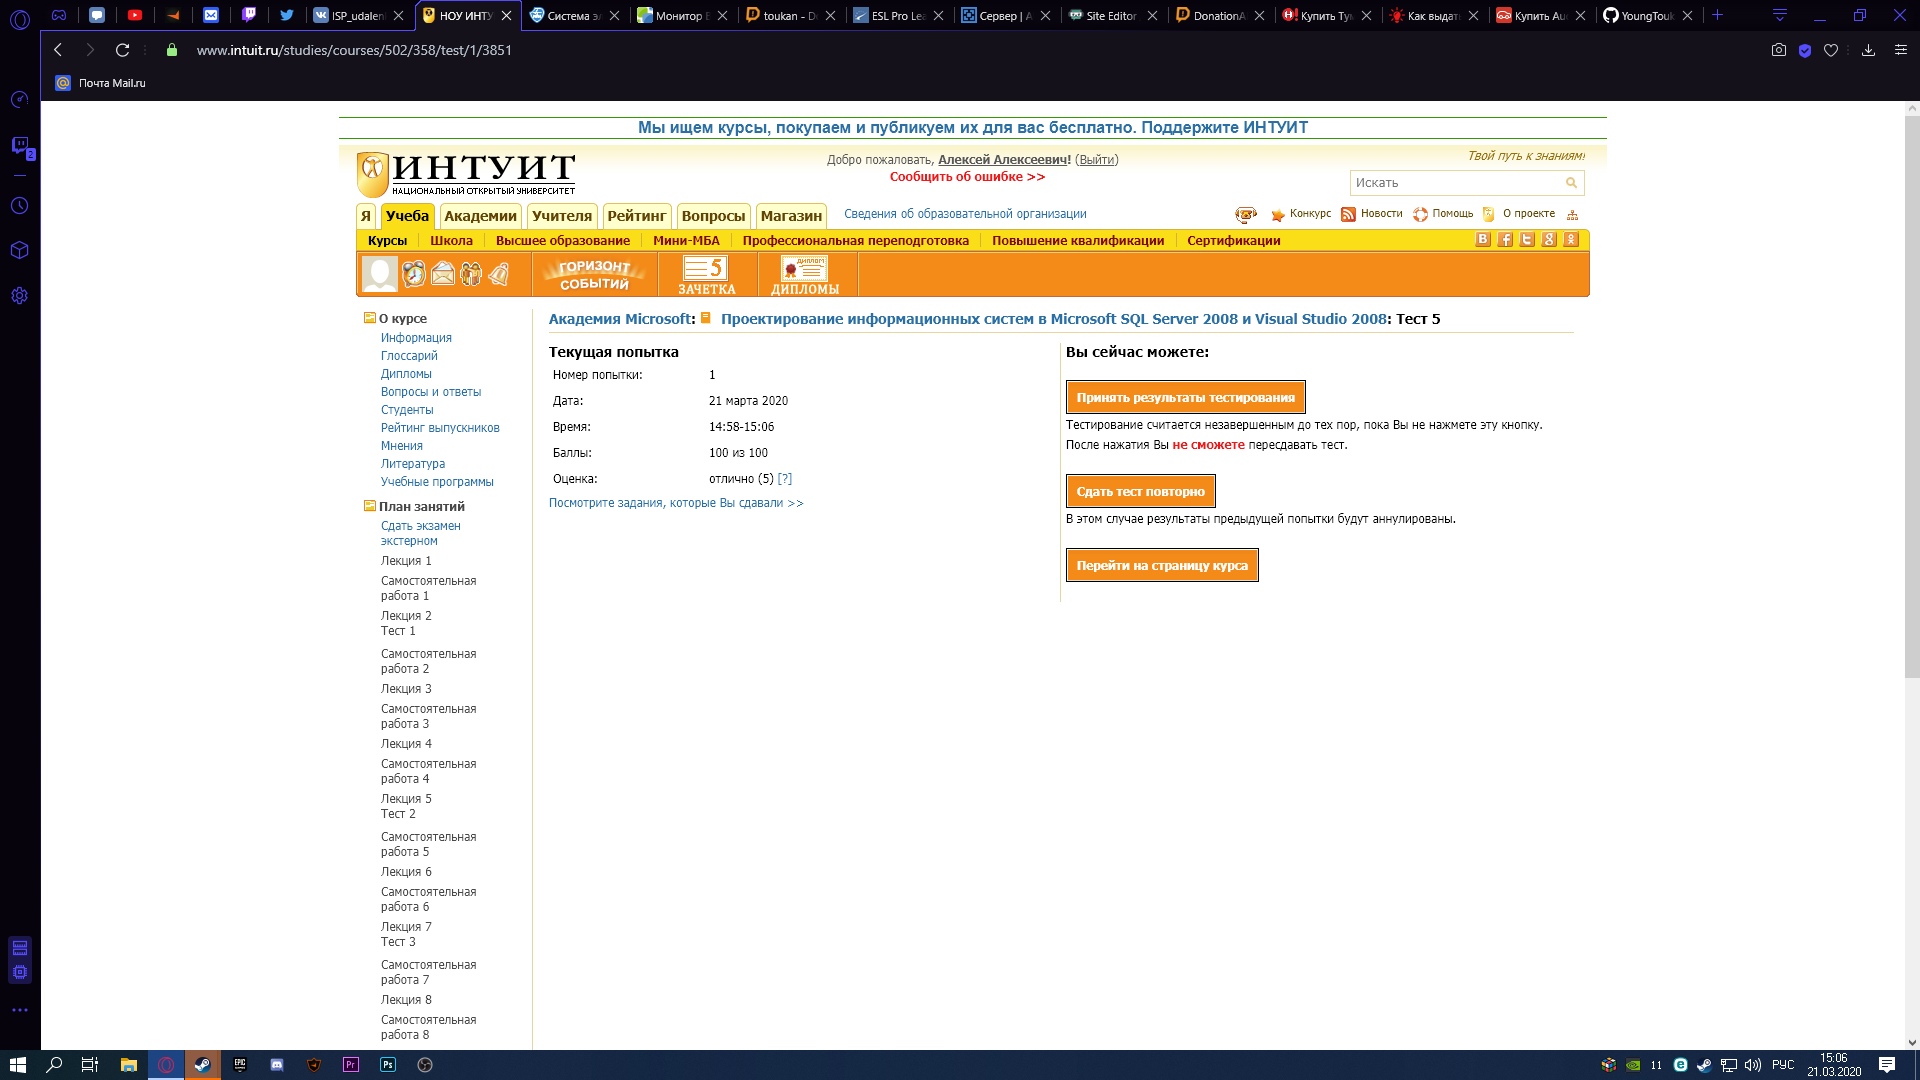 ISP_udalen
НОУ ИНТУ
Система эл
Монитор Е
toukan - De
ESL Pro Lea
Сервер | A
Site Editor
DonationA
Купить Тум
Как выдать
Купить Aud
YoungTouk
www.intuit.ru/studies/courses/502/358/test/1/3851
Почта Mail.ru
Мы ищем курсы, покупаем и публикуем их для вас бесплатно. Поддержите ИНТУИТ
ИНТУИТ
НАЦИОНАЛЬНЫЙ ОТКРЫТЫЙ УНИВЕРСИТЕТ
Добро пожаловать, Алексей Алексеевич! (Выйти)
Сообщить об ошибке >>
Твой путь к знаниям!
Искать
Я
Учеба
Академии
Учителя
Рейтинг
Вопросы
Магазин
Сведения об образовательной организации
Конкурс
Новости
Помощь
О проекте
Курсы
Школа
Высшее образование
Мини-МБА
Профессиональная переподготовка
Повышение квалификации
Сертификации
ГОРИЗОНТ
СОБЫТИЙ
5
ЗАЧЕТКА
ДИПЛОМ
ДИПЛОМЫ
О курсе
Информация
Глоссарий
Дипломы
Вопросы и ответы
Студенты
Рейтинг выпускников
Мнения
Литература
Учебные программы
План занятий
Сдать экзамен
экстерном
Лекция 1
Самостоятельная
работа 1
Лекция 2
Тест 1
Самостоятельная
работа 2
Лекция 3
Самостоятельная
работа 3
Лекция 4
Самостоятельная
работа 4
Лекция 5
Тест 2
Самостоятельная
работа 5
Лекция 6
Самостоятельная
работа 6
Лекция 7
Тест 3
Самостоятельная
работа 7
Лекция 8
Самостоятельная
работа 8
Академия Microsoft: Проектирование информационных систем в Microsoft SQL Server 2008 и Visual Studio 2008: Тест 5
Текущая попытка
Номер попытки: 1
Дата: 21 марта 2020
Время: 14:58-15:06
Баллы: 100 из 100
Оценка: отлично (5) [?]
Посмотрите задания, которые Вы сдавали >>
Вы сейчас можете:
Принять результаты тестирования
Тестирование считается незавершенным до тех пор, пока Вы не нажмете эту кнопку.
После нажатия Вы не сможете пересдавать тест.
Сдать тест повторно
В этом случае результаты предыдущей попытки будут аннулированы.
Перейти на страницу курса
2
EPIC
Pr
Ps
11
РУС
15:06
21.03.2020